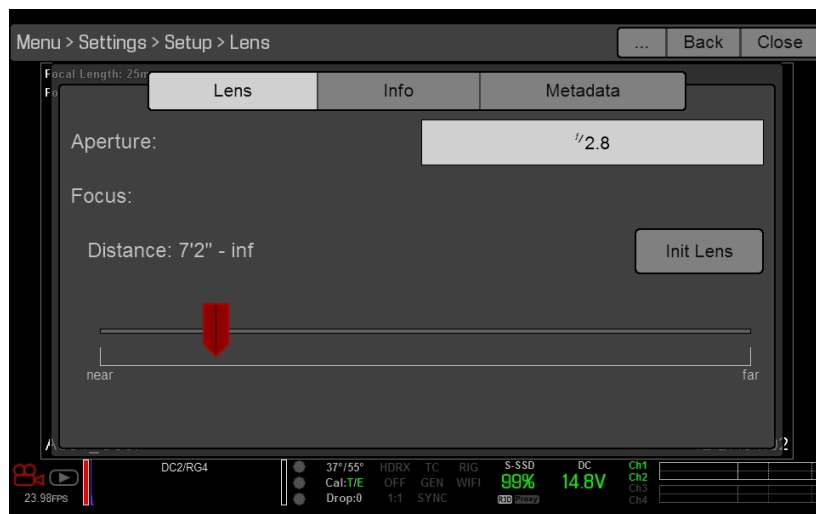 Menu > Settings > Setup > Lens
... Back Close
Focal Length: 25m
Lens Info Metadata
Aperture: f/2.8
Focus:
Distance: 7'2" - inf
Init Lens
near far
DC2/RG4
37°/55° HDRX TC RIG S-SSD DC Ch1
Cal:T/E OFF GEN WIFI 99% 14.8V Ch2
Drop:0 1:1 SYNC R3D Proxy Ch3
23.98FPS Ch4